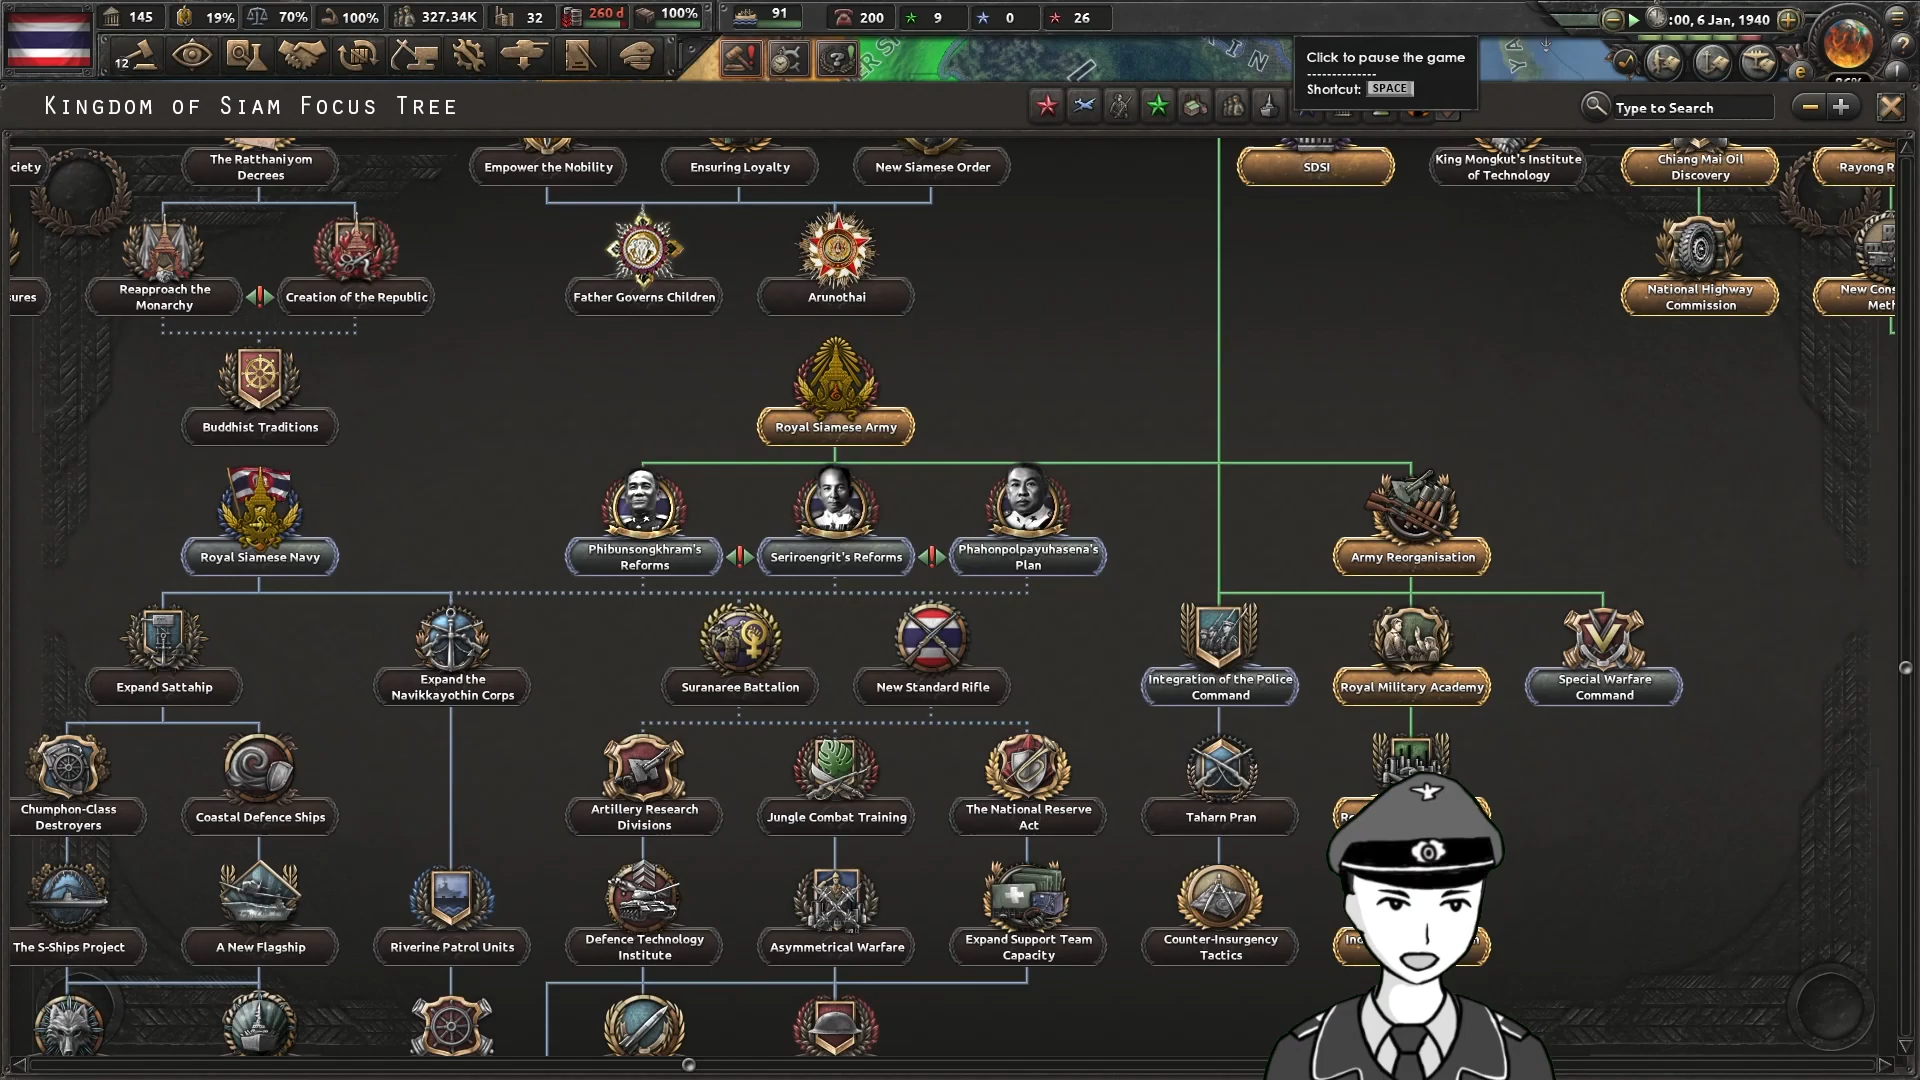 145
19%
70%
100%
327.34K
32
260 d
100%
91
200
9
0
26
:00, 6 Jan, 1940
12
Click to pause the game
--------------
Shortcut: SPACE
86%
KINGDOM OF SIAM FOCUS TREE
Type to Search
ciety
The Ratthaniyom
Decrees
Empower the Nobility
Ensuring Loyalty
New Siamese Order
SDSI
King Mongkut's Institute
of Technology
Chiang Mai Oil
Discovery
Rayong R
sures
Reapproach the
Monarchy
Creation of the Republic
Father Governs Children
Arunothai
National Highway
Commission
New Cons
Meth
Buddhist Traditions
Royal Siamese Army
Royal Siamese Navy
Phibunsongkhram's
Reforms
Seriroengrit's Reforms
Phahonpolpayuhasena's
Plan
Army Reorganisation
Expand Sattahip
Expand the
Navikkayothin Corps
Suranaree Battalion
New Standard Rifle
Integration of the Police
Command
Royal Military Academy
Special Warfare
Command
Chumphon-Class
Destroyers
Coastal Defence Ships
Artillery Research
Divisions
Jungle Combat Training
The National Reserve
Act
Taharn Pran
The S-Ships Project
A New Flagship
Riverine Patrol Units
Defence Technology
Institute
Asymmetrical Warfare
Expand Support Team
Capacity
Counter-Insurgency
Tactics